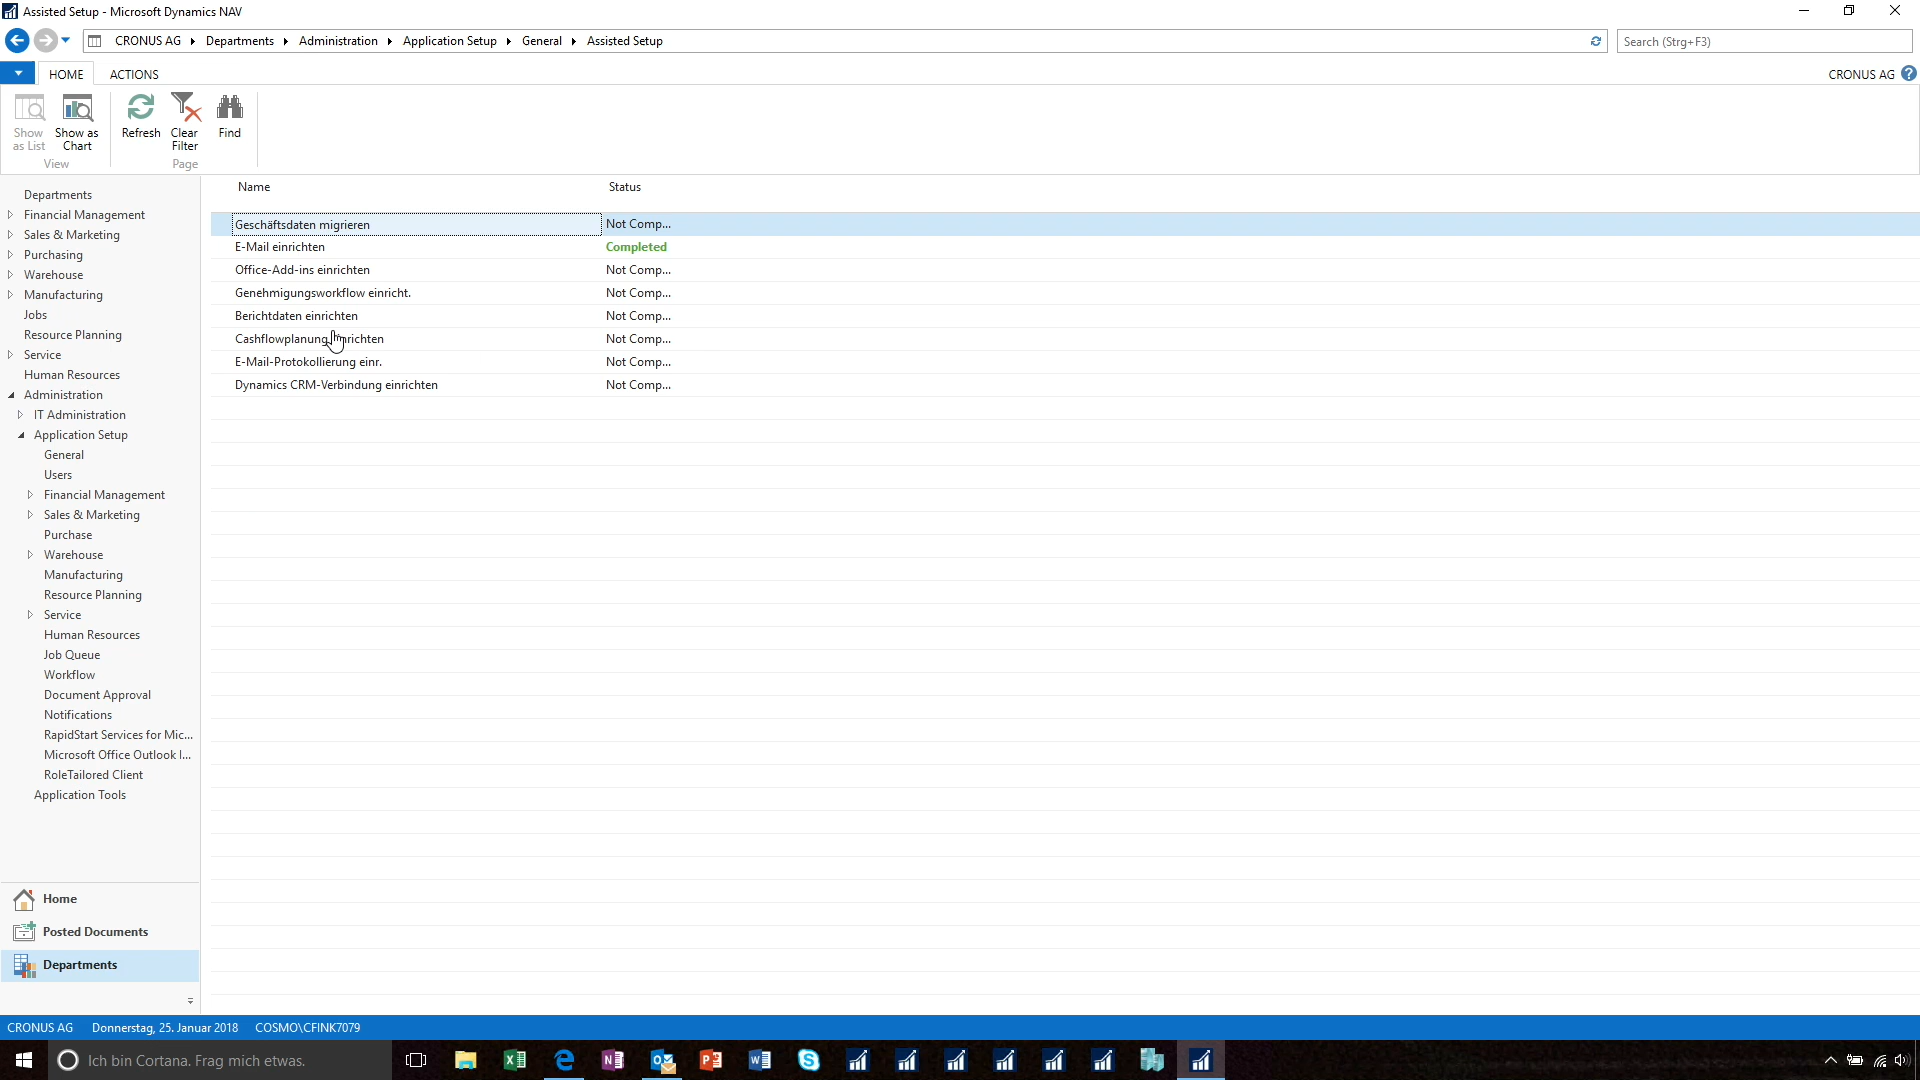 Assisted Setup - Microsoft Dynamics NAV
CRONUS AG Departments Administration Application Setup General Assisted Setup
Search (Strg+F3)
HOME ACTIONS
CRONUS AG
Show as List
Show as Chart
Refresh
Clear Filter
Find
View
Page
Departments
Financial Management
Sales & Marketing
Purchasing
Warehouse
Manufacturing
Jobs
Resource Planning
Service
Human Resources
Administration
IT Administration
Application Setup
General
Users
Financial Management
Sales & Marketing
Purchase
Warehouse
Manufacturing
Resource Planning
Service
Human Resources
Job Queue
Workflow
Document Approval
Notifications
RapidStart Services for Mic...
Microsoft Office Outlook I...
RoleTailored Client
Application Tools
Home
Posted Documents
Departments
Name Status
Geschäftsdaten migrieren Not Comp...
E-Mail einrichten Completed
Office-Add-ins einrichten Not Comp...
Genehmigungsworkflow einricht. Not Comp...
Berichtdaten einrichten Not Comp...
Cashflowplanung einrichten Not Comp...
E-Mail-Protokollierung einr. Not Comp...
Dynamics CRM-Verbindung einrichten Not Comp...
CRONUS AG Donnerstag, 25. Januar 2018 COSMO\CFINK7079
Ich bin Cortana. Frag mich etwas.